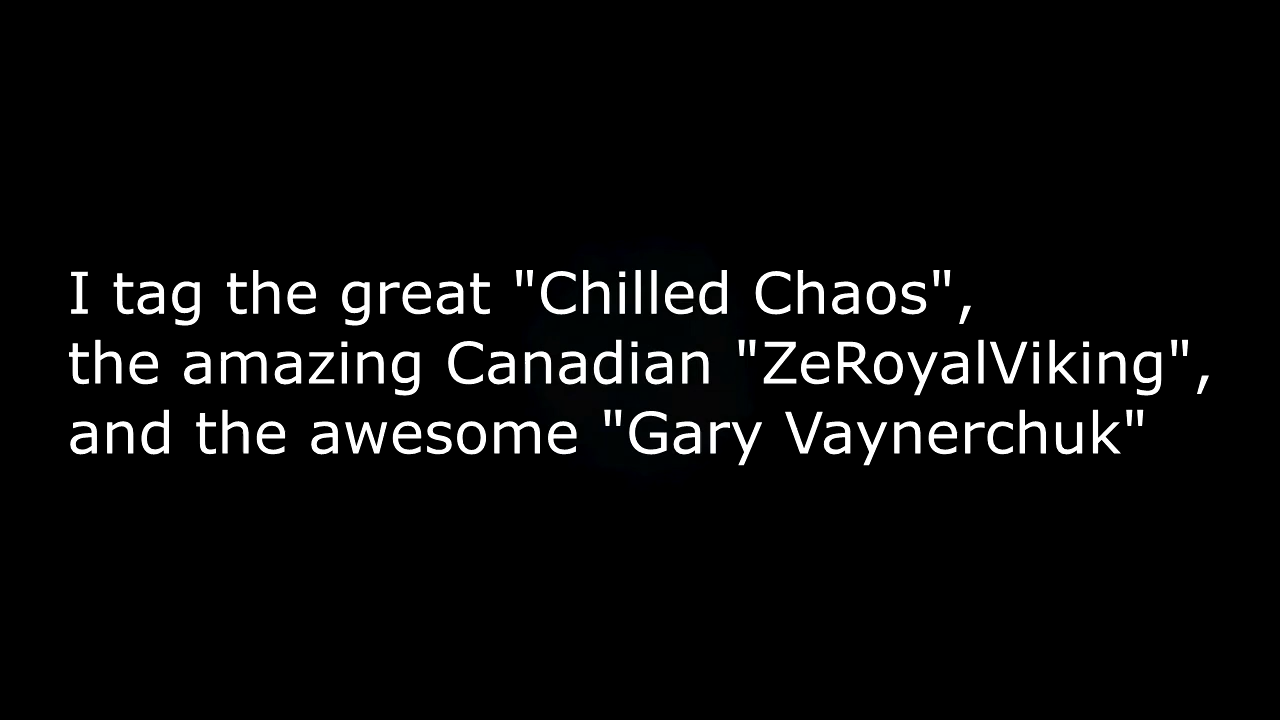 I tag the great "Chilled Chaos",
the amazing Canadian "ZeRoyalViking",
and the awesome "Gary Vaynerchuk"